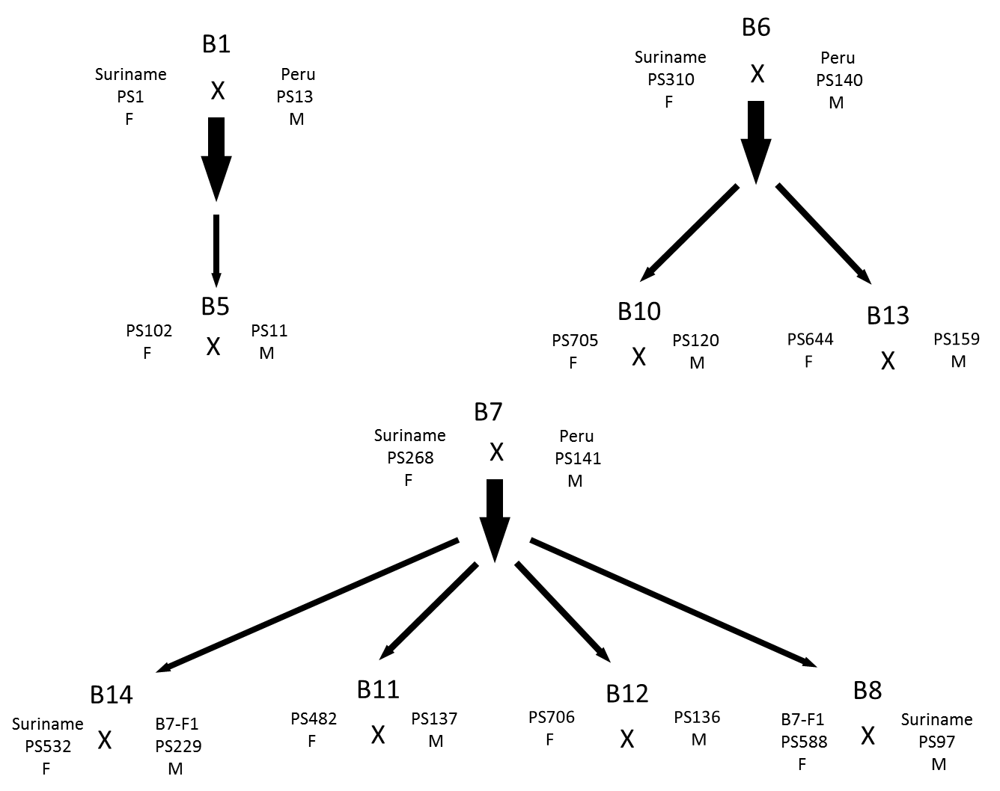 B1
Suriname
PS1
F
X
Peru
PS13
M
B6
Suriname
PS310
F
X
Peru
PS140
M
B5
PS102
F
X
PS11
M
B10
PS705
F
X
PS120
M
B13
PS644
F
X
PS159
M
B7
Suriname
PS268
F
X
Peru
PS141
M
B14
Suriname
PS532
F
X
B7-F1
PS229
M
B11
PS482
F
X
PS137
M
B12
PS706
F
X
PS136
M
B8
B7-F1
PS588
F
X
Suriname
PS97
M